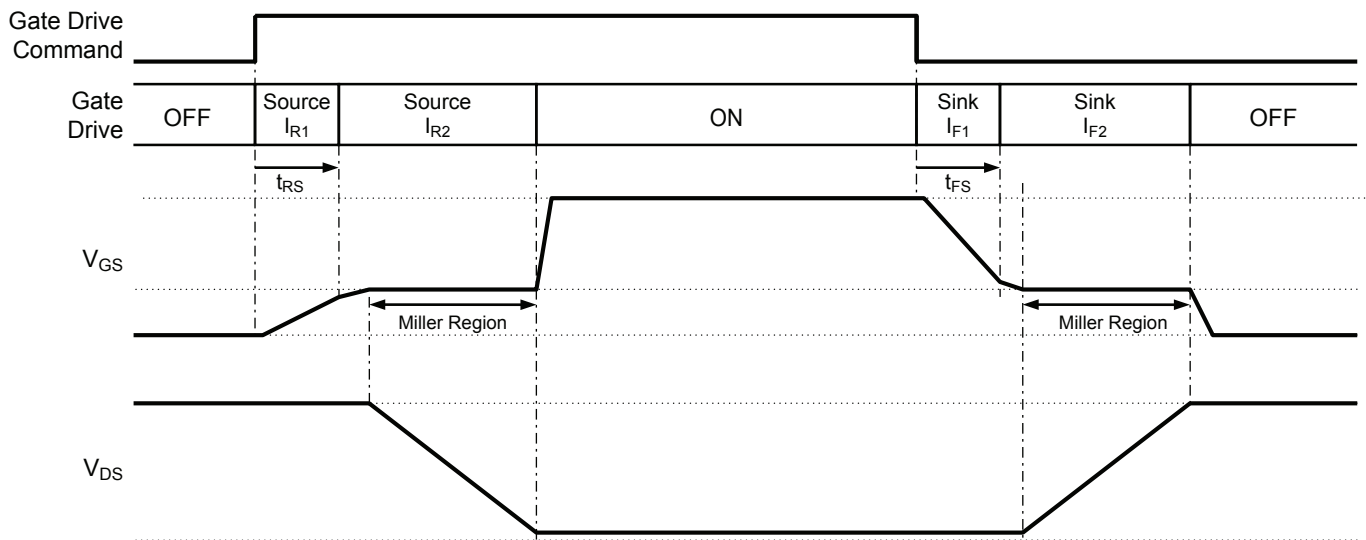 Gate Drive
Command
Gate
Drive
OFF
Source
IR1
Source
IR2
ON
Sink
IF1
Sink
IF2
OFF
tRS
tFS
VGS
Miller Region
Miller Region
VDS